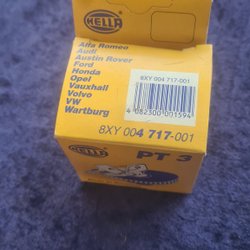 HELLA
Alfa Romeo
Audi
Austin Rover
Ford
Honda
Opel
Vauxhall
Volvo
VW
Wartburg
8XY 004 717-001
4 082300 001594
8XY 004 717-001
HELLA
PT 3